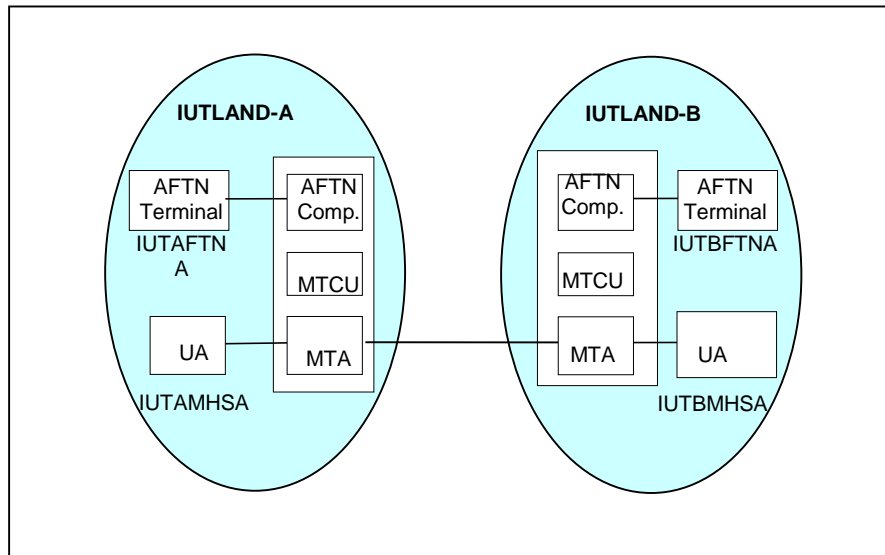 IUTLAND-A
AFTN
Terminal
IUTAFTN
A
AFTN
Comp.
MTCU
UA
MTA
IUTAMHSA
IUTLAND-B
AFTN
Comp.
AFTN
Terminal
IUTBFTNA
MTCU
MTA
UA
IUTBMHSA